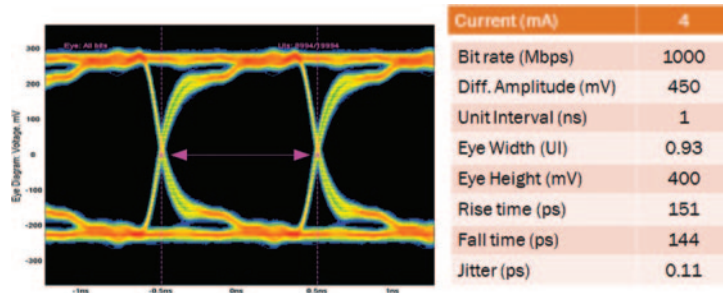 Eye: All bits
UIs: 9994/19994
Eye Diagram: Voltage, mV
300
200
100
0
-100
-200
-300
-1ns
-0.5ns
0ns
0.5ns
1ns
Current (mA) 4
Bit rate (Mbps) 1000
Diff. Amplitude (mV) 450
Unit Interval (ns) 1
Eye Width (UI) 0.93
Eye Height (mV) 400
Rise time (ps) 151
Fall time (ps) 144
Jitter (ps) 0.11